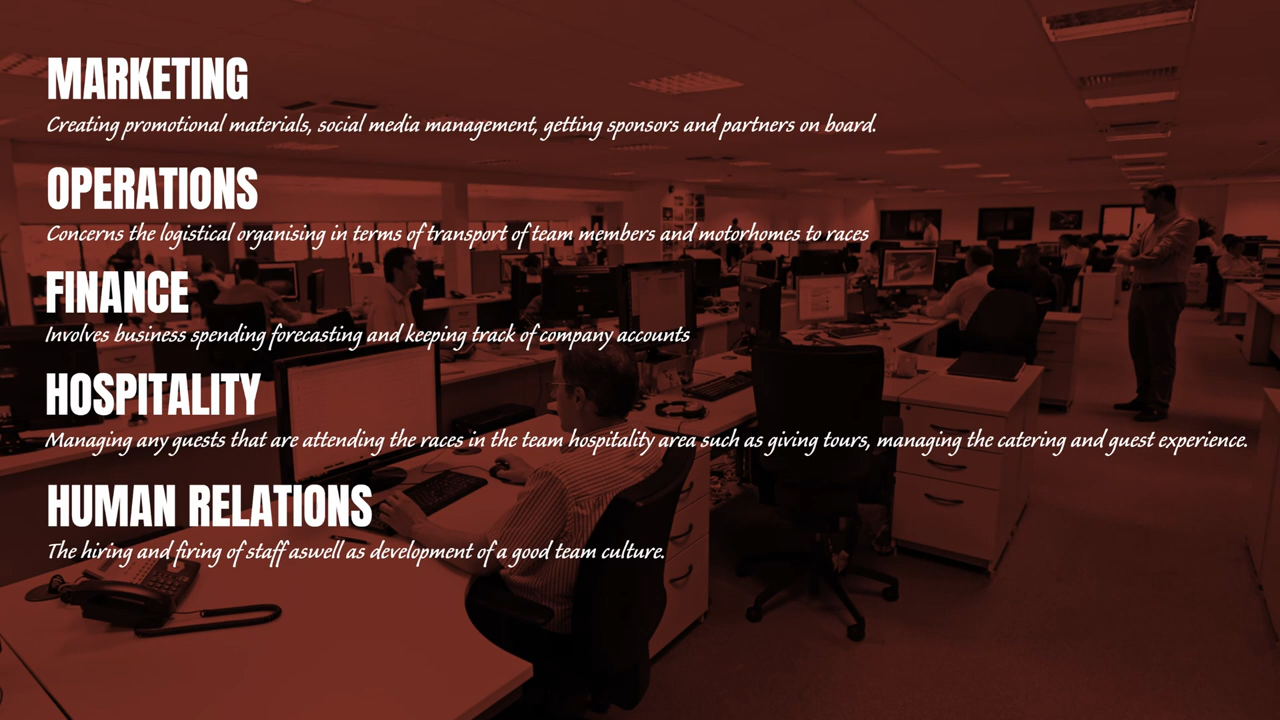 MARKETING
Creating promotional materials, social media management, getting sponsors and partners on board.
OPERATIONS
Concerns the logistical organising in terms of transport of team members and motorhomes to races
FINANCE
Involves business spending forecasting and keeping track of company accounts
HOSPITALITY
Managing any guests that are attending the races in the team hospitality area such as giving tours, managing the catering and guest experience.
HUMAN RELATIONS
The hiring and firing of staff aswell as development of a good team culture.